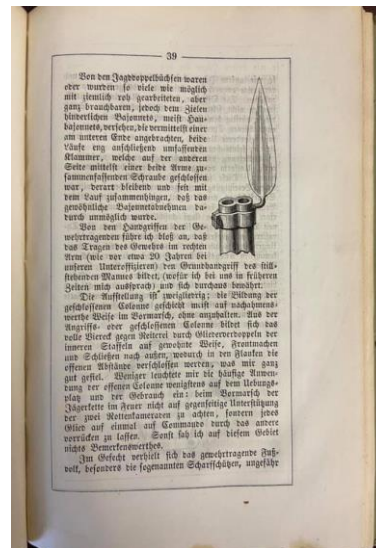 39
Von den Jagddoppelbüchsen waren
oder wurden so viele wie möglich
mit ziemlich roh gearbeiteten, aber
ganz brauchbaren, jedoch dem Zielen
hinderlichen Bajonnets, meist Hau-
bajonnets, versehen, die vermittelst einer
am unteren Ende angebrachten, beide
Läufe eng anschließend umfassenden
Klammer, welche auf der anderen
Seite mittelst einer beide Arme zu-
sammenfassenden Schraube geschlossen
war, derart bleibend und fest mit
dem Lauf zusammenhingen, daß das
gewöhnliche Bajonnetabnehmen da-
durch unmöglich wurde.
Von den Handgriffen der Ge-
wehrtragenden führe ich bloß an, daß
das Tragen des Gewehrs im rechten
Arm (wie vor etwa 20 Jahren bei
unseren Unteroffizieren) den Grundhandgriff des still-
stehenden Mannes bildet, (wofür ich bei uns in früheren
Zeiten mich aussprach) und sich durchaus bewährt.
Die Aufstellung ist zweigliedrig; die Bildung der
geschlossenen Colonne geschieht meist auf nachahmens-
werthe Weise im Vormarsch, ohne anzuhalten. Aus der
Angriffs- oder geschlossenen Colonne bildet sich das
volle Viereck gegen Reiterei durch Gliederverdoppeln der
inneren Staffeln auf gewohnte Weise, Frontmachen
und Schließen nach außen, wodurch in den Flanken die
offenen Abstände verschlossen werden, was mir ganz
gut gefiel. Weniger leuchtete mir die häufige Anwen-
dung der offenen Colonne wenigstens auf dem Uebungs-
platz und der Gebrauch ein: beim Vormarsch der
Jägerkette im Feuer nicht auf gegenseitige Unterstützung
der zwei Rottenkameraden zu achten, sondern jedes
Glied auf einmal auf Commando durch das andere
vorrücken zu lassen. Sonst sah ich auf diesem Gebiet
nichts Bemerkenswerthes.
Im Gefecht verhielt sich das gewehrtragende Fuß-
volk, besonders die sogenannten Scharfschützen, ungefähr